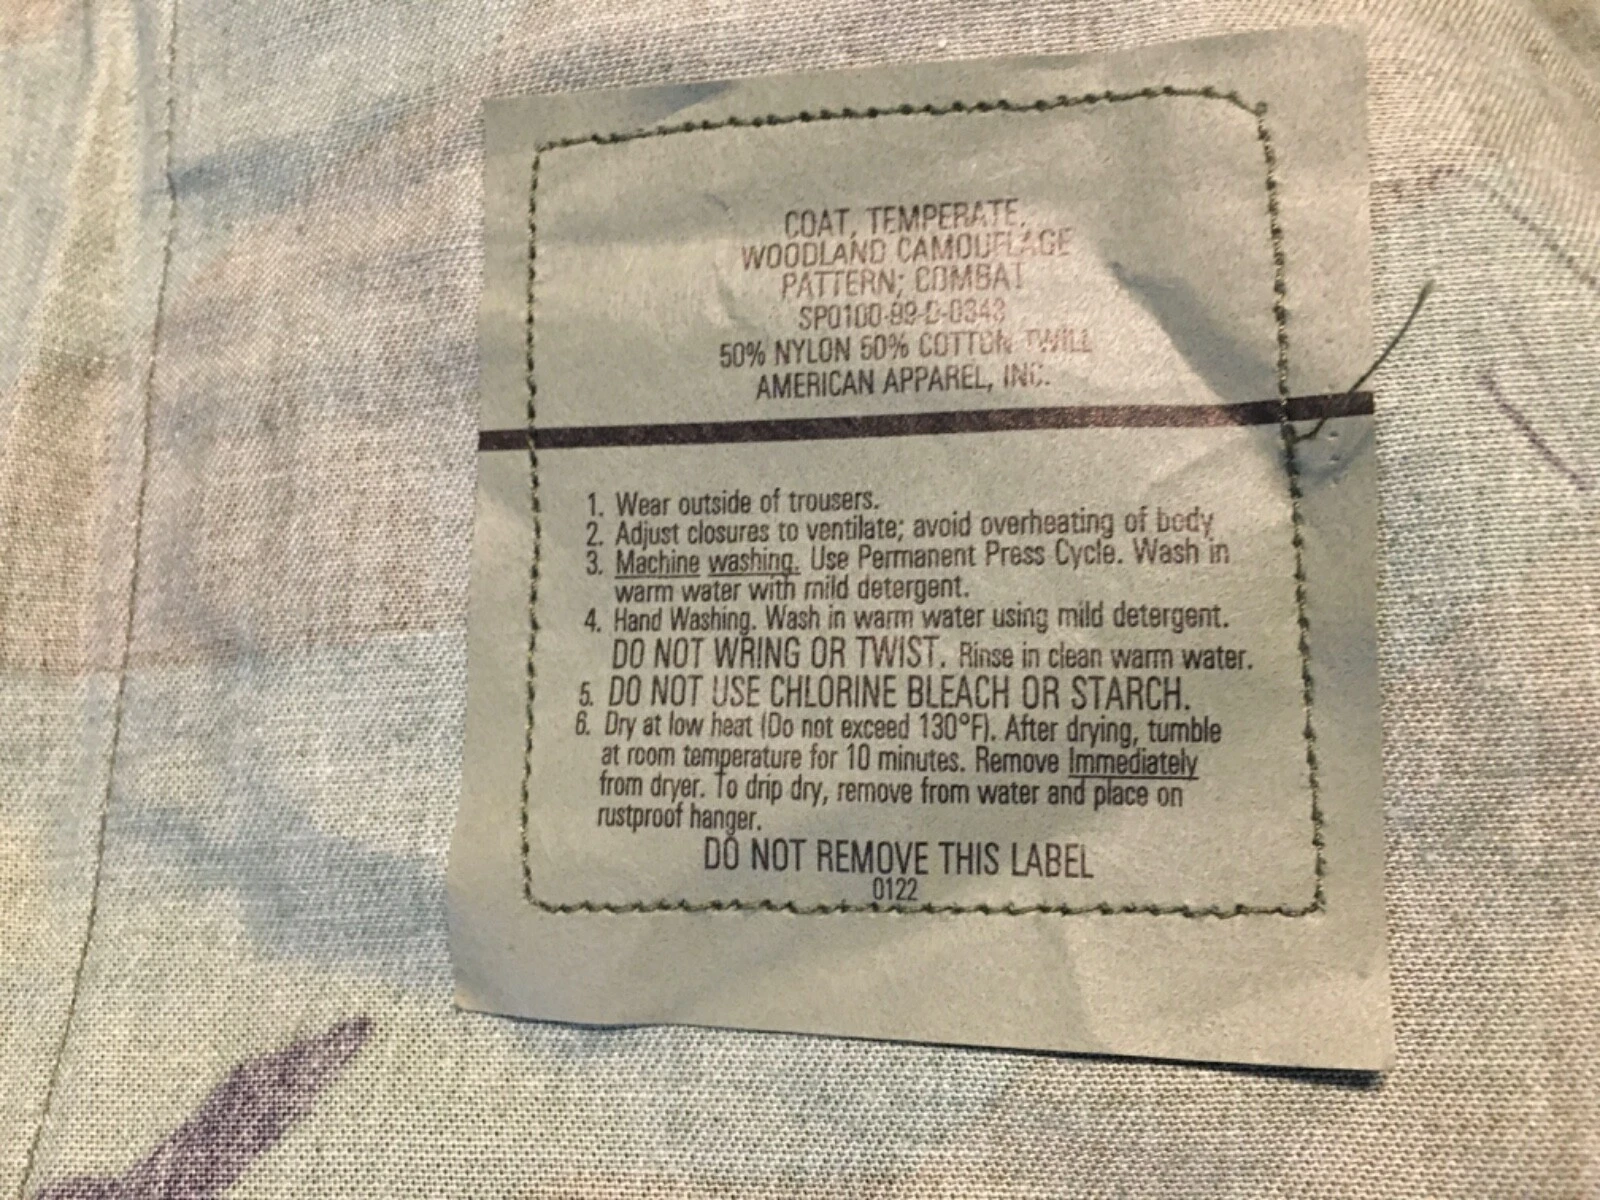 COAT, TEMPERATE,
WOODLAND CAMOUFLAGE
PATTERN; COMBAT
SP0100-99-D-0343
50% NYLON 50% COTTON TWILL
AMERICAN APPAREL, INC.
1. Wear outside of trousers.
2. Adjust closures to ventilate; avoid overheating of body
3. Machine washing. Use Permanent Press Cycle. Wash in
warm water with mild detergent.
4. Hand Washing. Wash in warm water using mild detergent.
DO NOT WRING OR TWIST. Rinse in clean warm water.
5. DO NOT USE CHLORINE BLEACH OR STARCH.
6. Dry at low heat (Do not exceed 130°F). After drying, tumble
at room temperature for 10 minutes. Remove Immediately
from dryer. To drip dry, remove from water and place on
rustproof hanger.
DO NOT REMOVE THIS LABEL
0122